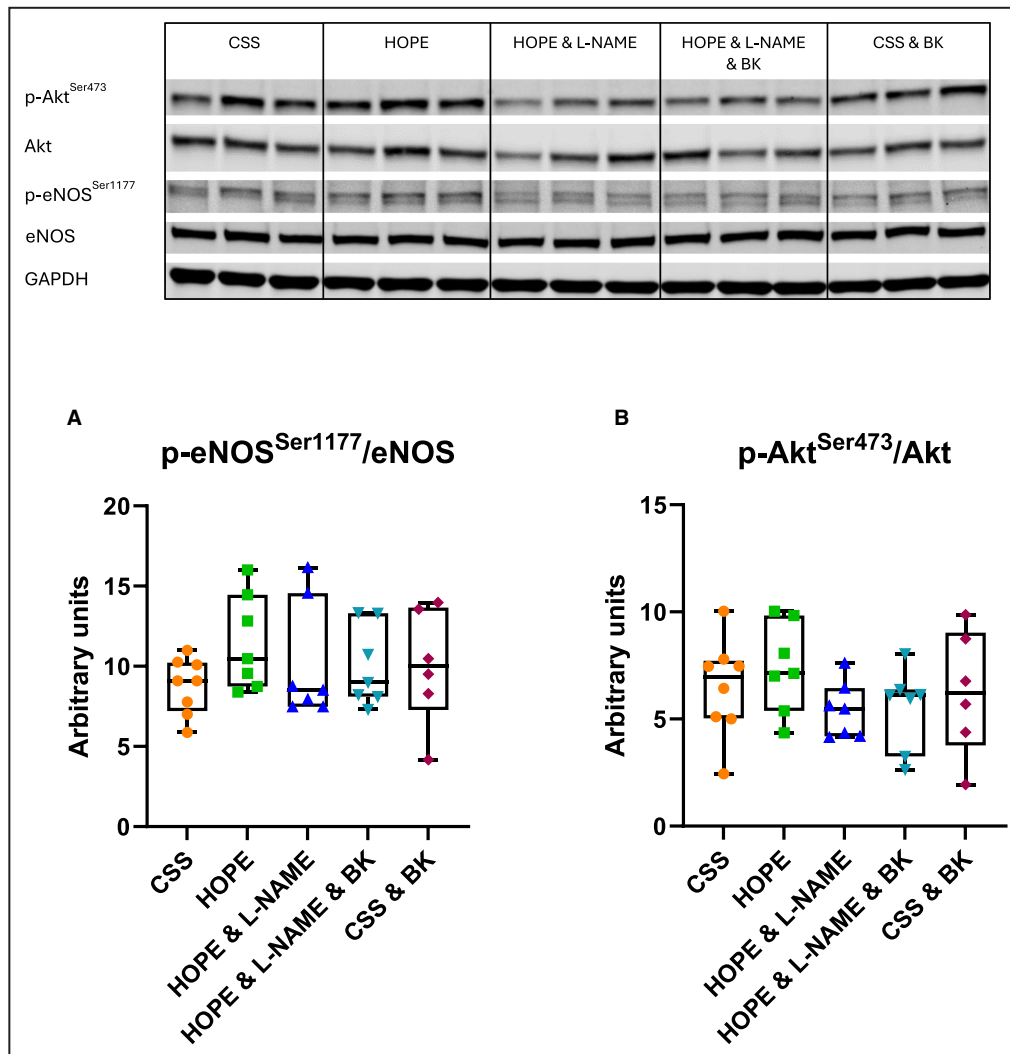 CSS
HOPE
HOPE & L-NAME
HOPE & L-NAME
& BK
CSS & BK
p-Akt^Ser473
Akt
p-eNOS^Ser1177
eNOS
GAPDH
A
p-eNOS^Ser1177/eNOS
Arbitrary units
20
15
10
5
0
CSS
HOPE
HOPE & L-NAME
HOPE & L-NAME & BK
CSS & BK
B
p-Akt^Ser473/Akt
Arbitrary units
15
10
5
0
CSS
HOPE
HOPE & L-NAME
HOPE & L-NAME & BK
CSS & BK